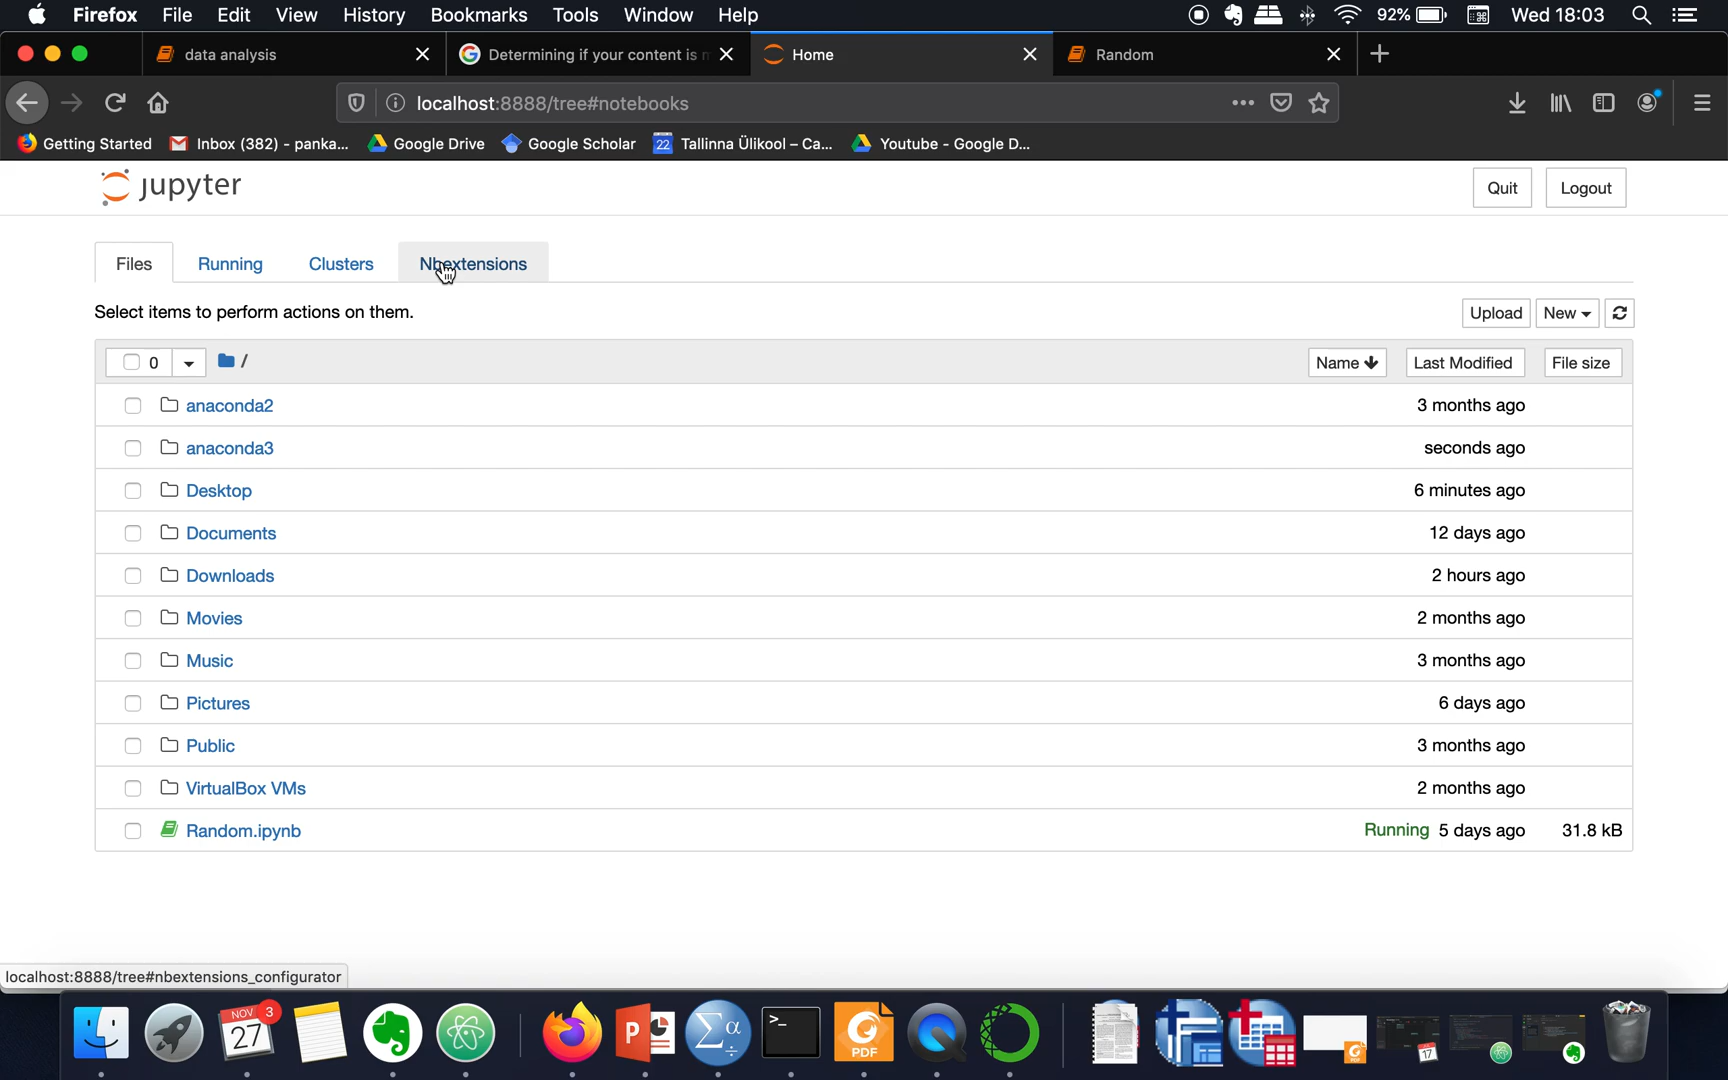 Firefox File Edit View History Bookmarks Tools Window Help 92% Wed 18:03
data analysis Determining if your content is Home Random
localhost:8888/tree#notebooks
Getting Started Inbox (382) - panka... Google Drive Google Scholar 22 Tallinna Ülikool – Ca... Youtube - Google D...
jupyter Quit Logout
Files Running Clusters Nbextensions
Select items to perform actions on them. Upload New
0 / Name Last Modified File size
anaconda2 3 months ago
anaconda3 seconds ago
Desktop 6 minutes ago
Documents 12 days ago
Downloads 2 hours ago
Movies 2 months ago
Music 3 months ago
Pictures 6 days ago
Public 3 months ago
VirtualBox VMs 2 months ago
Random.ipynb Running 5 days ago 31.8 kB
localhost:8888/tree#nbextensions_configurator
NOV 27 3 P Σα ÷ >_ PDF 17